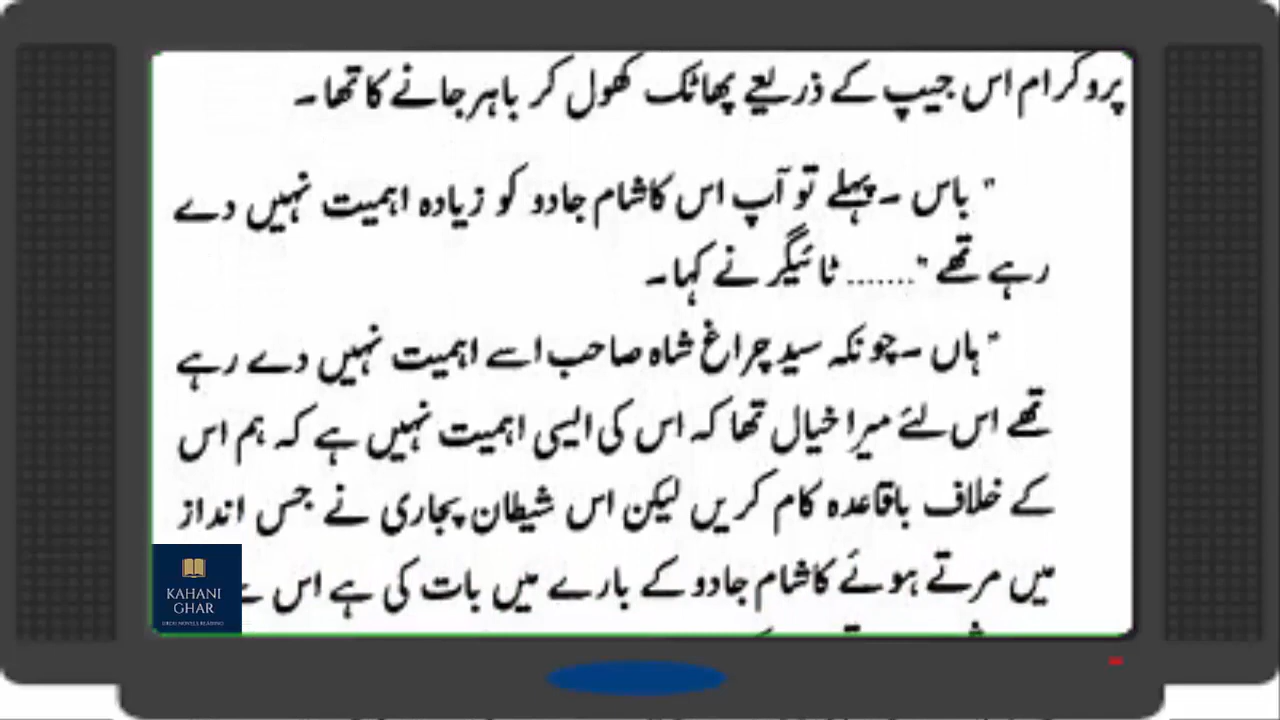 پروگرام اس جیپ کے ذریعے پھاٹک کھول کر باہر جانے کا تھا۔
" باس ۔ پہلے تو آپ اس کاشام جادو کو زیادہ اہمیت نہیں دے
رہے تھے "....... ٹائیگر نے کہا۔
" ہاں ۔ چونکہ سید چراغ شاہ صاحب اسے اہمیت نہیں دے رہے
تھے اس لئے میرا خیال تھا کہ اس کی ایسی اہمیت نہیں ہے کہ ہم اس
کے خلاف باقاعدہ کام کریں لیکن اس شیطان پجاری نے جس انداز
میں مرتے ہوئے کاشام جادو کے بارے میں بات کی ہے اس
KAHANI
GHAR
URDU NOVELS READING